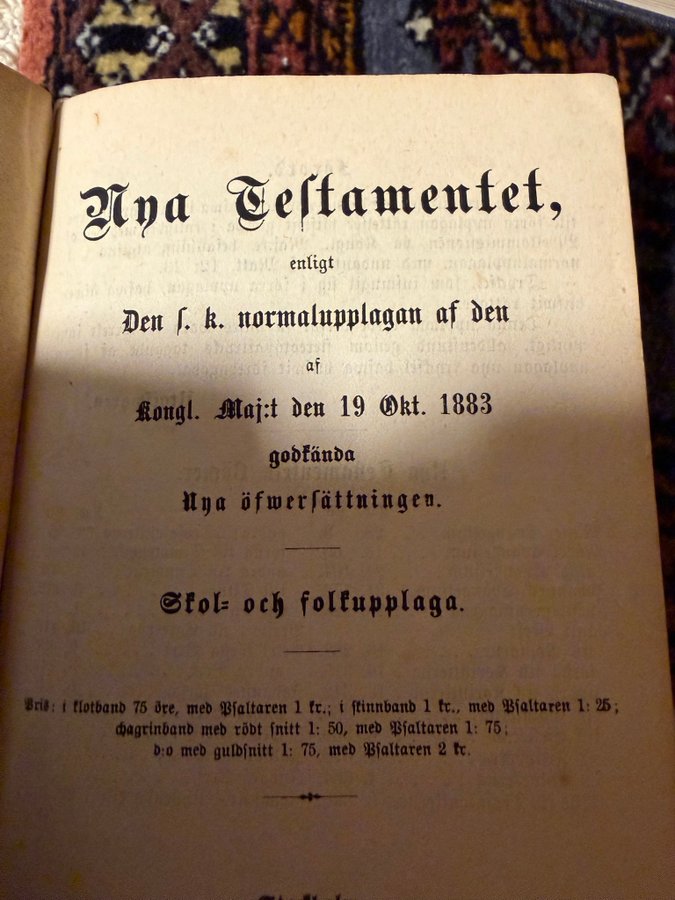 Nya Testamentet,
enligt
Den s. k. normalupplagan af den
af
Kongl. Maj:t den 19 Okt. 1883
godkända
Nya öfwersättningen.
Skol- och folkupplaga.
Pris: i klotband 75 öre, med Psaltaren 1 kr.; i skinnband 1 kr., med Psaltaren 1: 25;
chagrinband med rödt snitt 1: 50, med Psaltaren 1: 75;
d:o med guldsnitt 1: 75, med Psaltaren 2 kr.